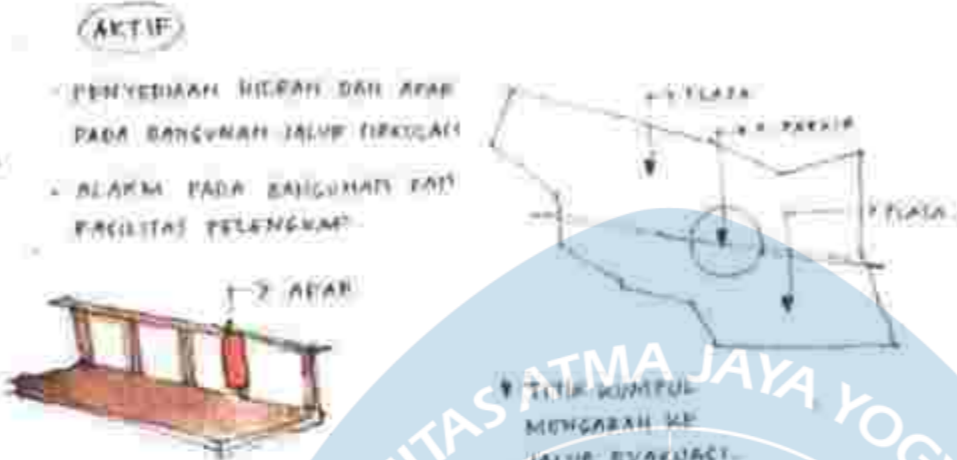 AKTIF
- PENYEDIAAN HIDRAN DAN APAR
PADA BANGUNAN JALUR SIRKULASI
- ALARM PADA BANGUNAN DAN
FASILITAS PELENGKAP
→ APAR
→ PLAZA
→ PARKIR
→ PLAZA
TITIK KUMPUL
MENGARAH KE
JALUR EVAKUASI
ITAS ATMA JAYA YOG